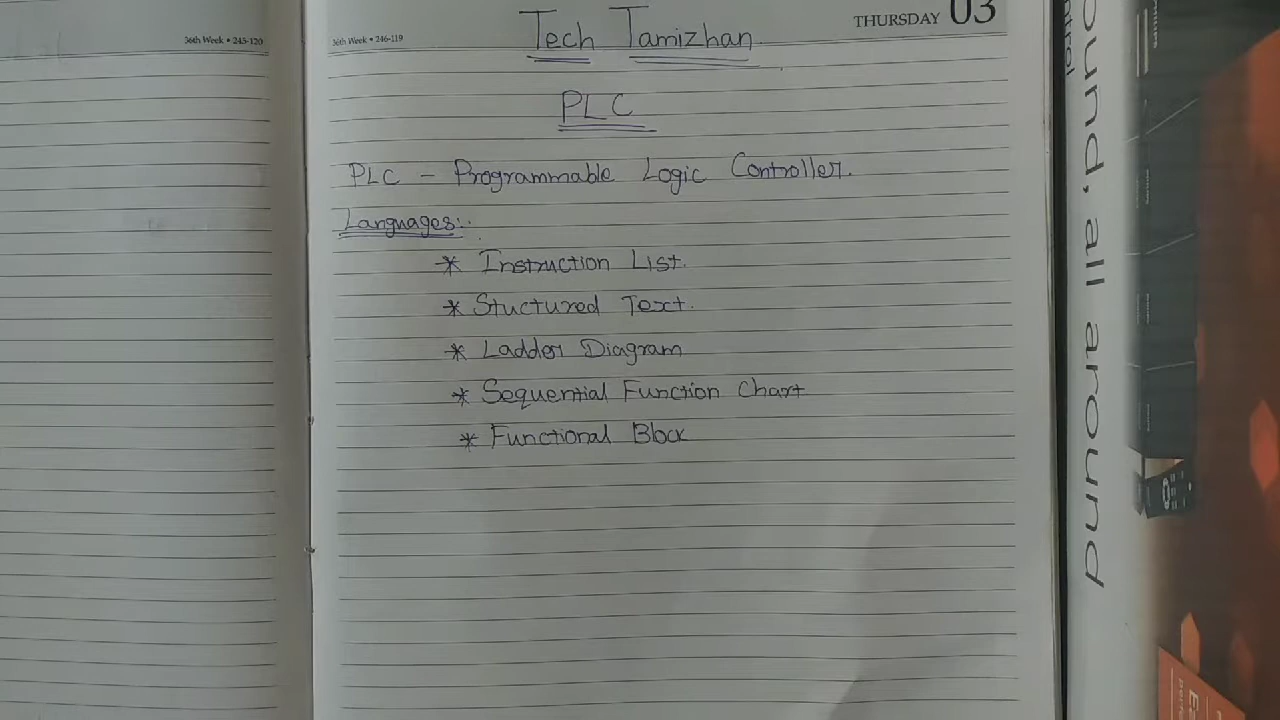 36th Week • 245-120
36th Week • 246-119
THURSDAY 03
Tech Tamizhan
PLC
PLC - Programmable Logic Controller.
Languages:-
* Instruction List.
* Stuctured Text.
* Ladder Diagram
* Sequential Function Chart
* Functional Block
ound, all around